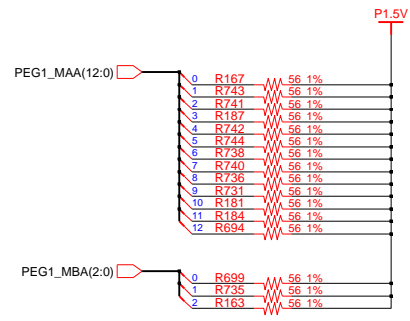 P1.5V
PEG1_MAA(12:0)
0 R167 56 1%
1 R743 56 1%
2 R741 56 1%
3 R187 56 1%
4 R742 56 1%
5 R744 56 1%
6 R738 56 1%
7 R740 56 1%
8 R736 56 1%
9 R731 56 1%
10 R181 56 1%
11 R184 56 1%
12 R694 56 1%
PEG1_MBA(2:0)
0 R699 56 1%
1 R735 56 1%
2 R163 56 1%